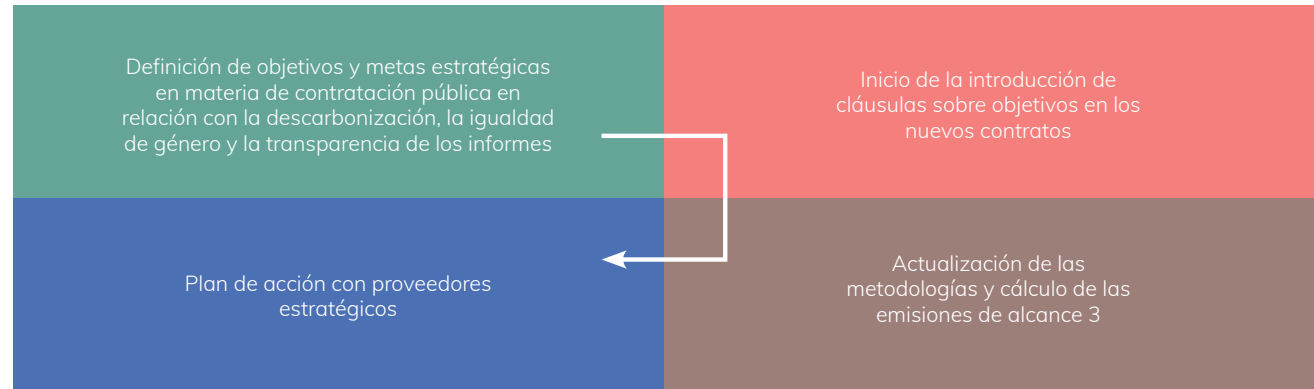 Definición de objetivos y metas estratégicas
en materia de contratación pública en
relación con la descarbonización, la igualdad
de género y la transparencia de los informes
Inicio de la introducción de
cláusulas sobre objetivos en los
nuevos contratos
Plan de acción con proveedores
estratégicos
Actualización de las
metodologías y cálculo de las
emisiones de alcance 3